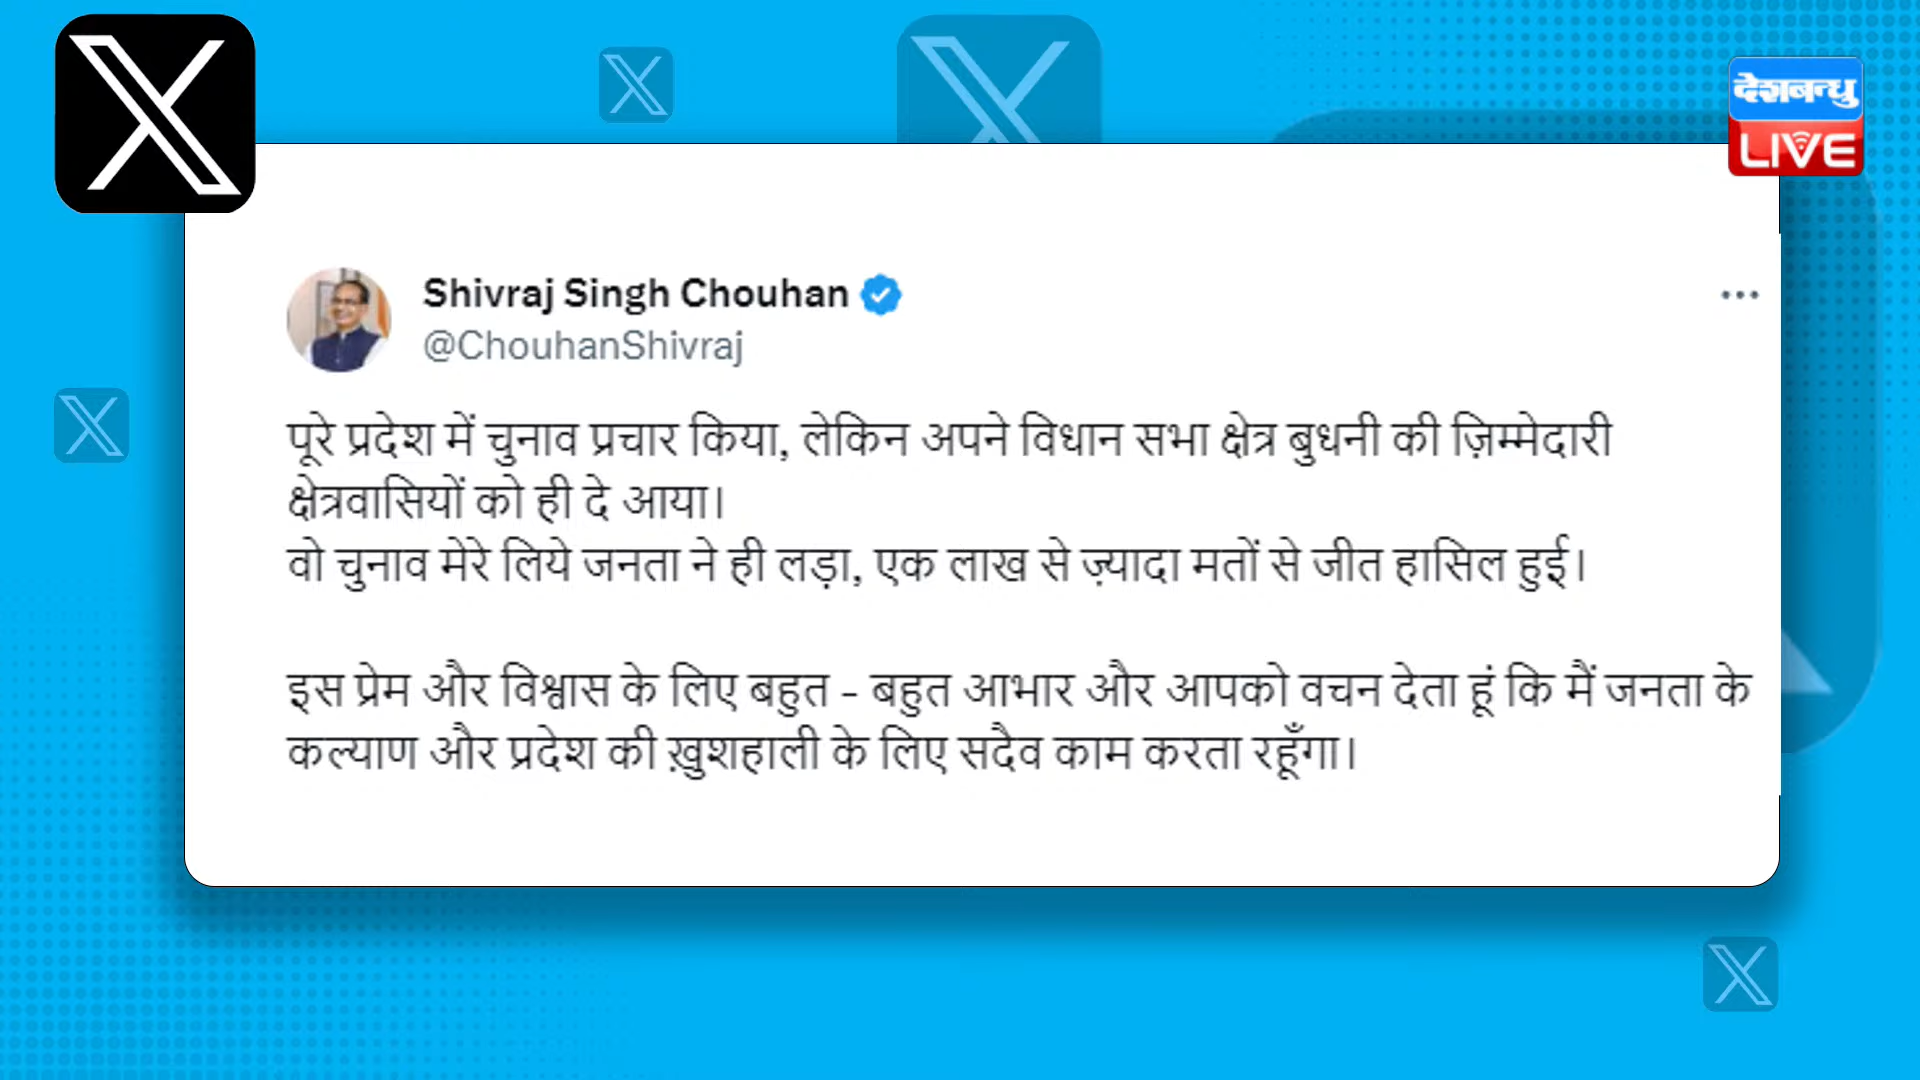 देशबन्धु
LIVE
Shivraj Singh Chouhan
@ChouhanShivraj
पूरे प्रदेश में चुनाव प्रचार किया, लेकिन अपने विधान सभा क्षेत्र बुधनी की ज़िम्मेदारी
क्षेत्रवासियों को ही दे आया।
वो चुनाव मेरे लिये जनता ने ही लड़ा, एक लाख से ज़्यादा मतों से जीत हासिल हुई।
इस प्रेम और विश्वास के लिए बहुत - बहुत आभार और आपको वचन देता हूं कि मैं जनता के
कल्याण और प्रदेश की ख़ुशहाली के लिए सदैव काम करता रहूँगा।